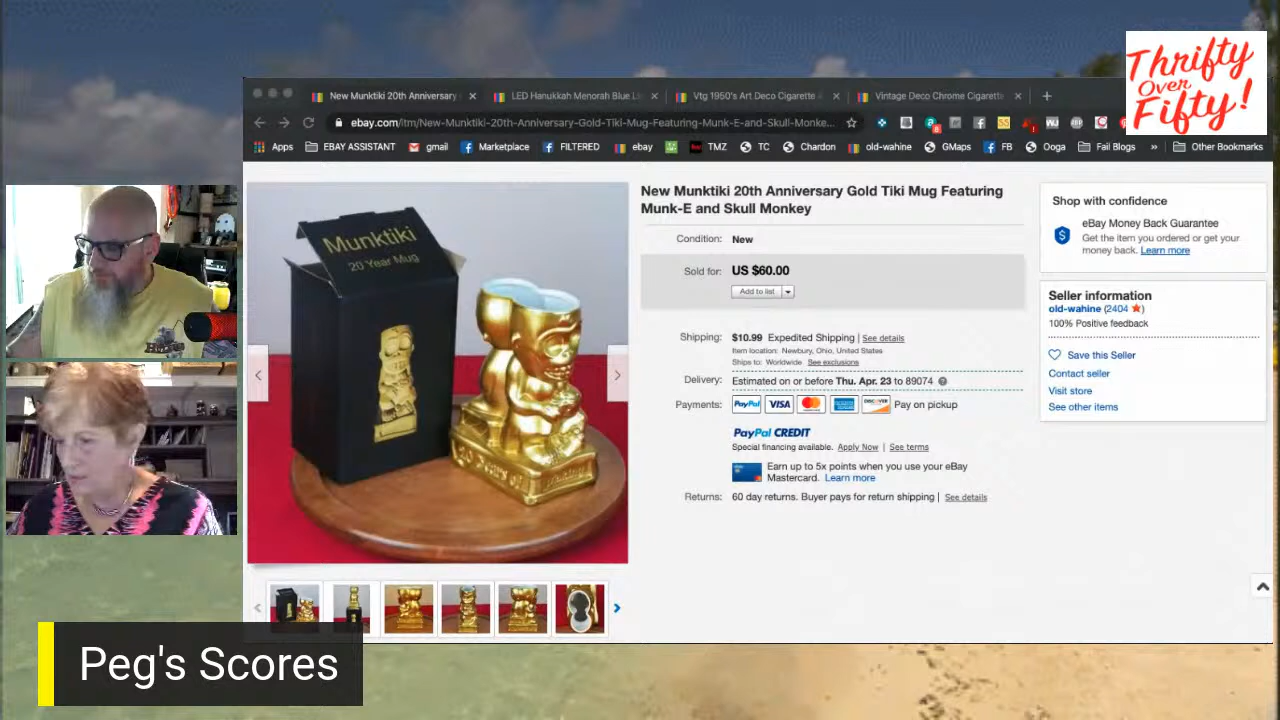 Thrifty
Over
Fifty!
New Munktiki 20th Anniversary
LED Hanukkah Menorah Blue Li
Vtg 1950's Art Deco Cigarette
Vintage Deco Chrome Cigarette
ebay.com/itm/New-Munktiki-20th-Anniversary-Gold-Tiki-Mug-Featuring-Munk-E-and-Skull-Monke...
Apps
EBAY ASSISTANT
gmail
Marketplace
FILTERED
ebay
TMZ
TC
Chardon
old-wahine
GMaps
FB
Ooga
Fail Blogs
»
Other Bookmarks
Munktiki
20 Year Mug
20 YEARS OF
New Munktiki 20th Anniversary Gold Tiki Mug Featuring
Munk-E and Skull Monkey
Condition: New
Sold for: US $60.00
Add to list
Shipping: $10.99 Expedited Shipping | See details
Item location: Newbury, Ohio, United States
Ships to: Worldwide See exclusions
Delivery: Estimated on or before Thu. Apr. 23 to 89074
Payments: PayPal VISA Pay on pickup
PayPal CREDIT
Special financing available. Apply Now | See terms
Earn up to 5x points when you use your eBay
Mastercard. Learn more
Returns: 60 day returns. Buyer pays for return shipping | See details
Shop with confidence
eBay Money Back Guarantee
Get the item you ordered or get your
money back. Learn more
Seller information
old-wahine (2404 ★)
100% Positive feedback
Save this Seller
Contact seller
Visit store
See other items
Peg's Scores